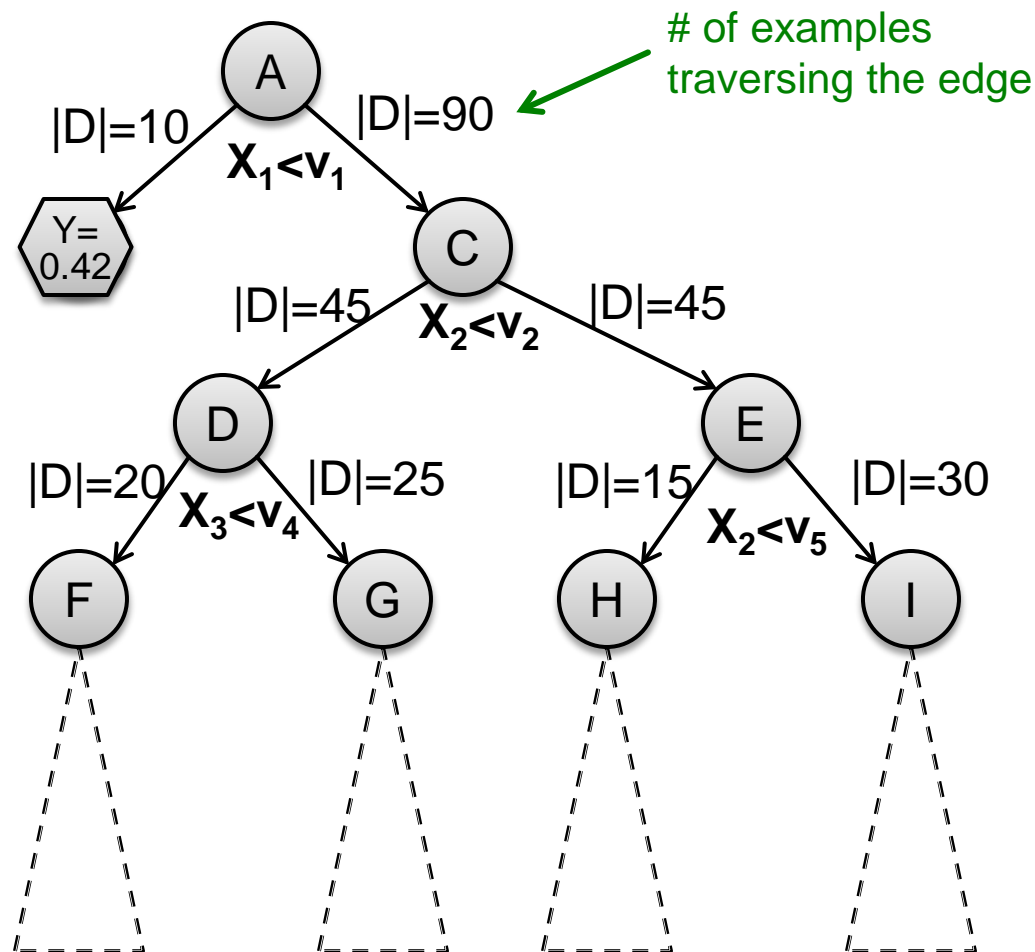 # of examples
traversing the edge
A
|D|=10
|D|=90
X₁<v₁
Y=
0.42
C
|D|=45
|D|=45
X₂<v₂
D
E
|D|=20
|D|=25
|D|=15
|D|=30
X₃<v₄
X₂<v₅
F
G
H
I